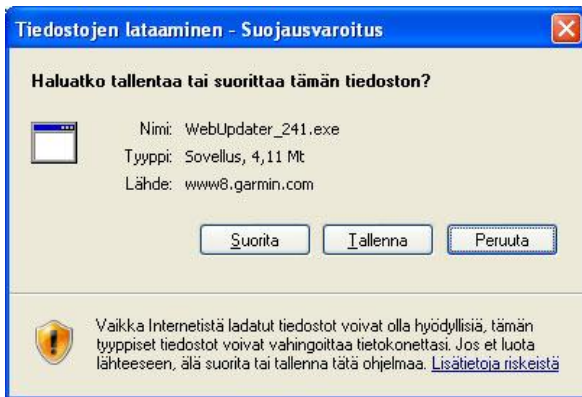 Tiedostojen lataaminen - Suojausvaroitus
Haluatko tallentaa tai suorittaa tämän tiedoston?
Nimi: WebUpdater_241.exe
Tyyppi: Sovellus, 4,11 Mt
Lähde: www8.garmin.com
Suorita Tallenna Peruuta
Vaikka Internetistä ladatut tiedostot voivat olla hyödyllisiä, tämän
tyyppiset tiedostot voivat vahingoittaa tietokonettasi. Jos et luota
lähteeseen, älä suorita tai tallenna tätä ohjelmaa. Lisätietoja riskeistä